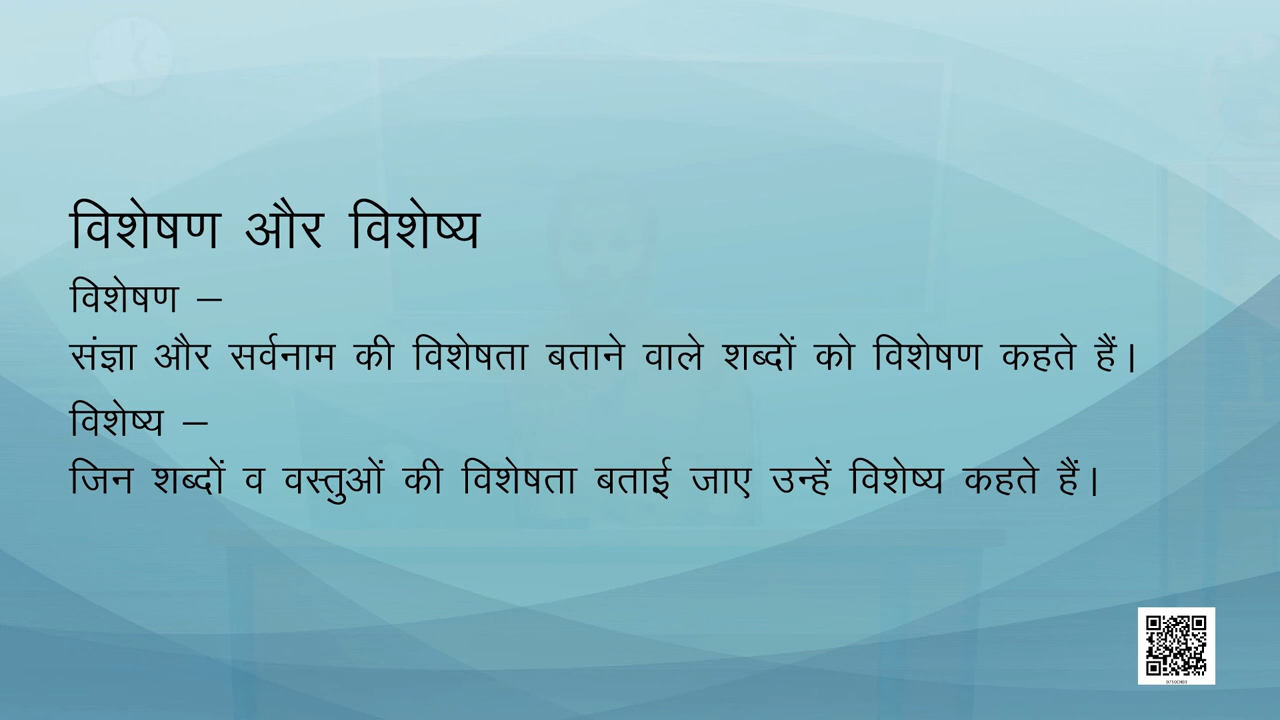 विशेषण और विशेष्य
विशेषण –
संज्ञा और सर्वनाम की विशेषता बताने वाले शब्दों को विशेषण कहते हैं।
विशेष्य –
जिन शब्दों व वस्तुओं की विशेषता बताई जाए उन्हें विशेष्य कहते हैं।